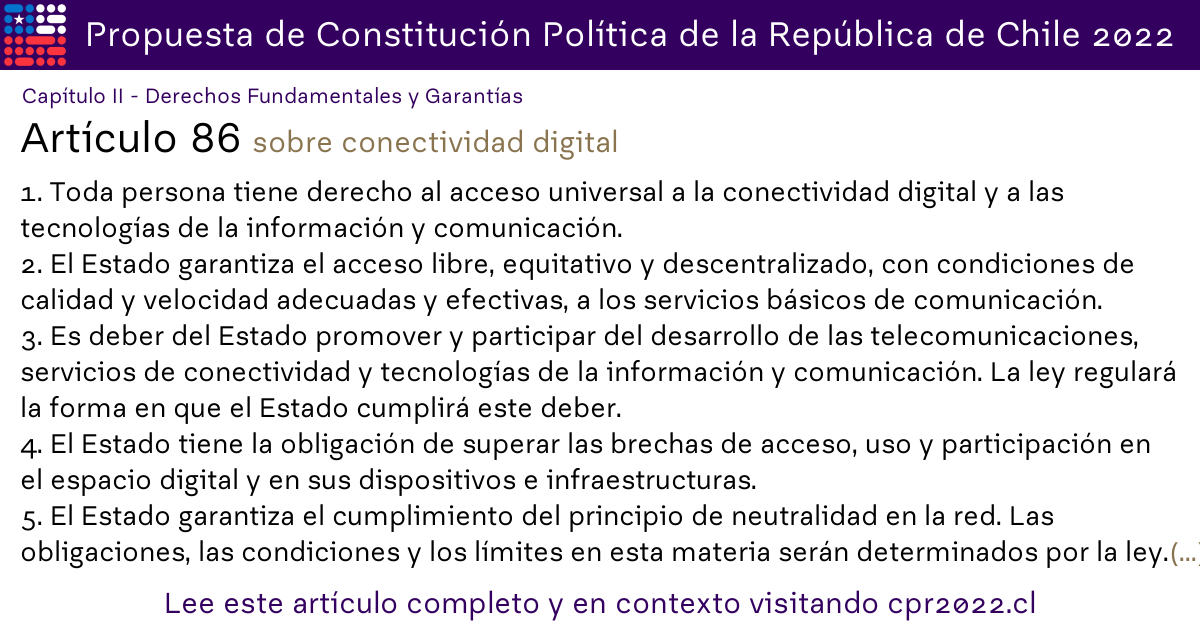 Propuesta de Constitución Política de la República de Chile 2022
Capítulo II - Derechos Fundamentales y Garantías
Artículo 86 sobre conectividad digital
1. Toda persona tiene derecho al acceso universal a la conectividad digital y a las
tecnologías de la información y comunicación.
2. El Estado garantiza el acceso libre, equitativo y descentralizado, con condiciones de
calidad y velocidad adecuadas y efectivas, a los servicios básicos de comunicación.
3. Es deber del Estado promover y participar del desarrollo de las telecomunicaciones,
servicios de conectividad y tecnologías de la información y comunicación. La ley regulará
la forma en que el Estado cumplirá este deber.
4. El Estado tiene la obligación de superar las brechas de acceso, uso y participación en
el espacio digital y en sus dispositivos e infraestructuras.
5. El Estado garantiza el cumplimiento del principio de neutralidad en la red. Las
obligaciones, las condiciones y los límites en esta materia serán determinados por la ley.(...)
Lee este artículo completo y en contexto visitando cpr2022.cl